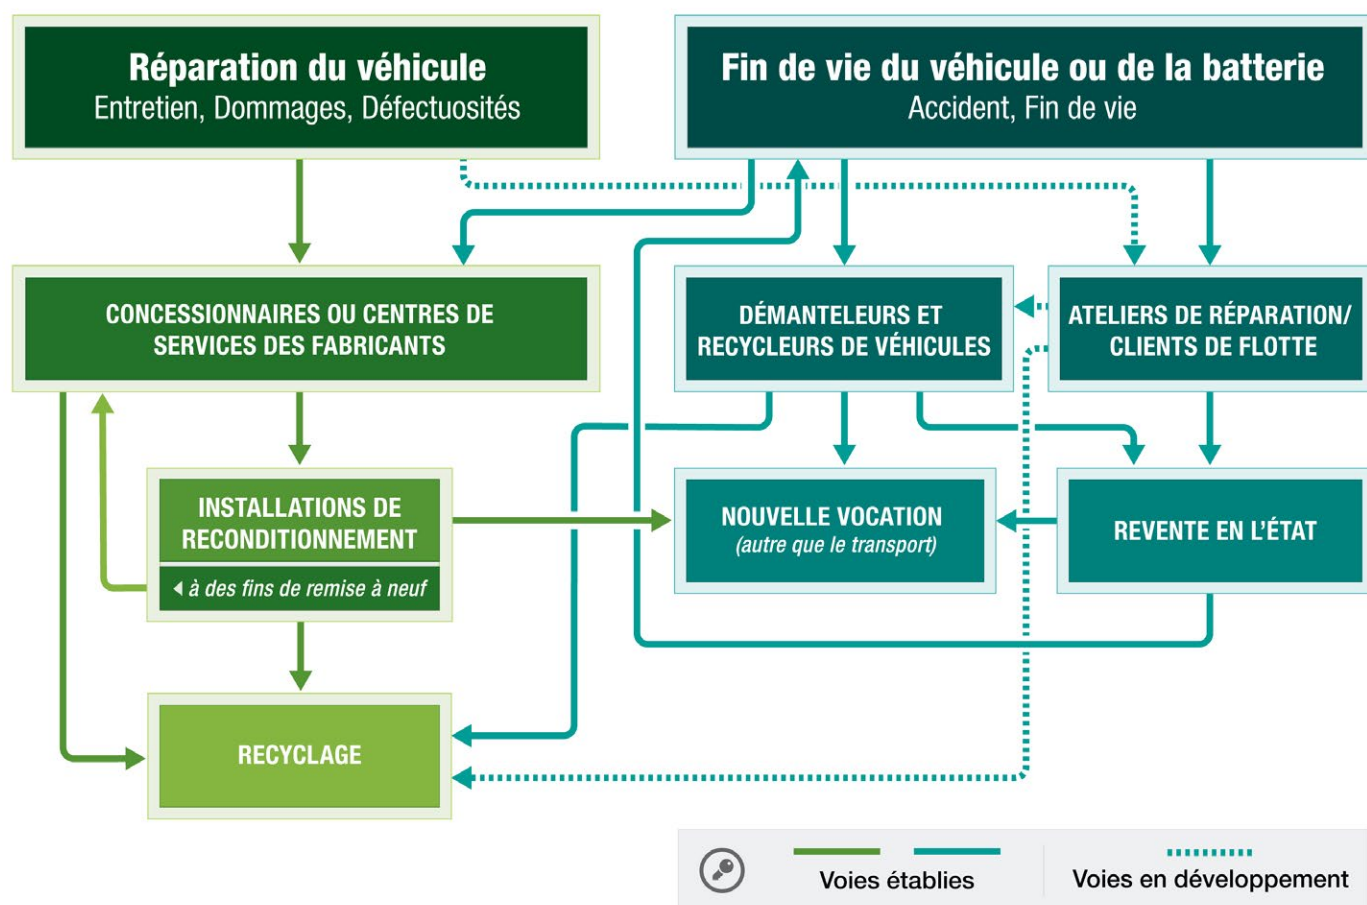 Réparation du véhicule
Entretien, Dommages, Défectuosités
Fin de vie du véhicule ou de la batterie
Accident, Fin de vie
CONCESSIONNAIRES OU CENTRES DE
SERVICES DES FABRICANTS
DÉMANTELEURS ET
RECYCLEURS DE VÉHICULES
ATELIERS DE RÉPARATION/
CLIENTS DE FLOTTE
INSTALLATIONS DE
RECONDITIONNEMENT
à des fins de remise à neuf
NOUVELLE VOCATION
(autre que le transport)
REVENTE EN L’ÉTAT
RECYCLAGE
Voies établies
Voies en développement